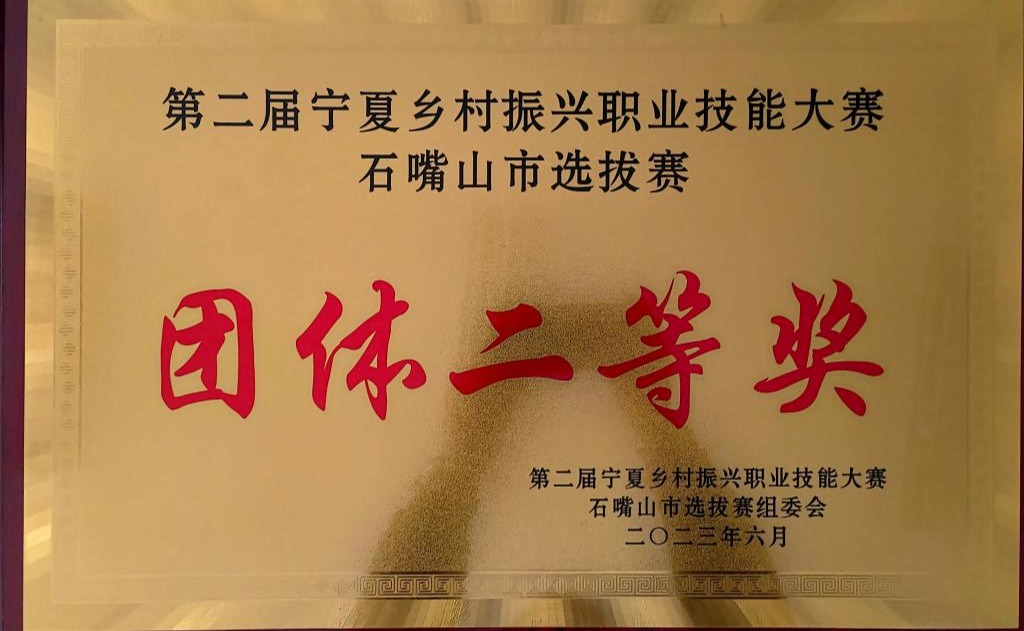 第二届宁夏乡村振兴职业技能大赛
石嘴山市选拔赛
团体二等奖
第二届宁夏乡村振兴职业技能大赛
石嘴山市选拔赛组委会
二〇二三年六月